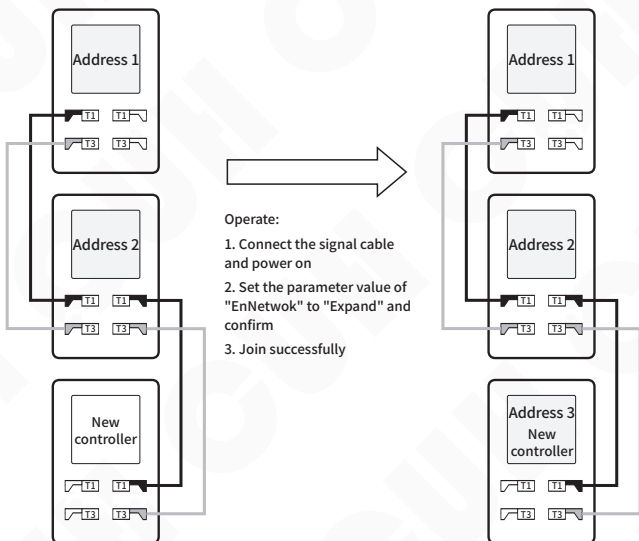 Address 1
T1 T1
T3 T3
Address 2
T1 T1
T3 T3
New
controller
T1 T1
T3 T3
Operate:
1. Connect the signal cable
and power on
2. Set the parameter value of
"EnNetwok" to "Expand" and
confirm
3. Join successfully
Address 1
T1 T1
T3 T3
Address 2
T1 T1
T3 T3
Address 3
New
controller
T1 T1
T3 T3